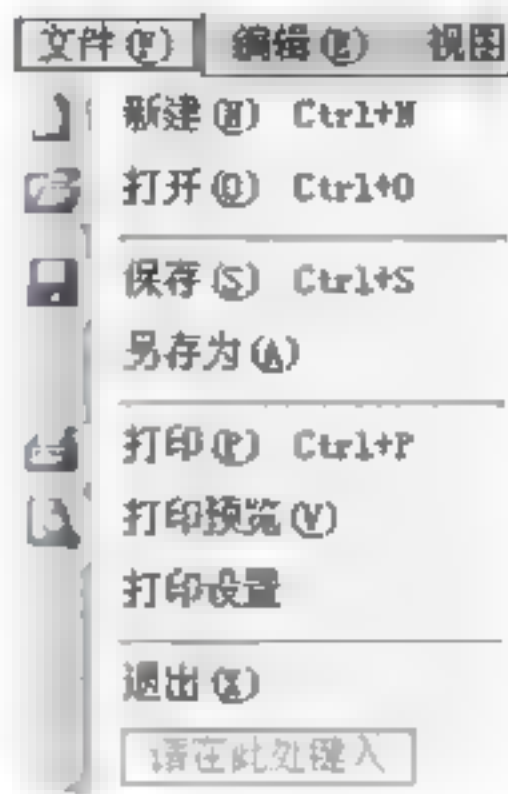 文件(F) 编辑(E) 视图
新建(N) Ctrl+N
打开(O) Ctrl+O
保存(S) Ctrl+S
另存为(A)
打印(P) Ctrl+P
打印预览(V)
打印设置
退出(X)
请在此处键入